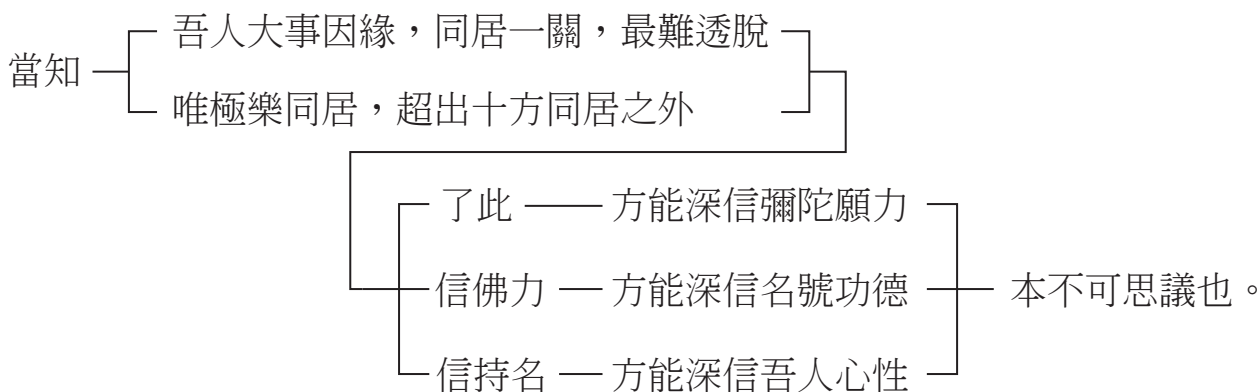 當知
吾人大事因緣，同居一關，最難透脫
唯極樂同居，超出十方同居之外
了此 方能深信彌陀願力
信佛力 方能深信名號功德
信持名 方能深信吾人心性
本不可思議也。